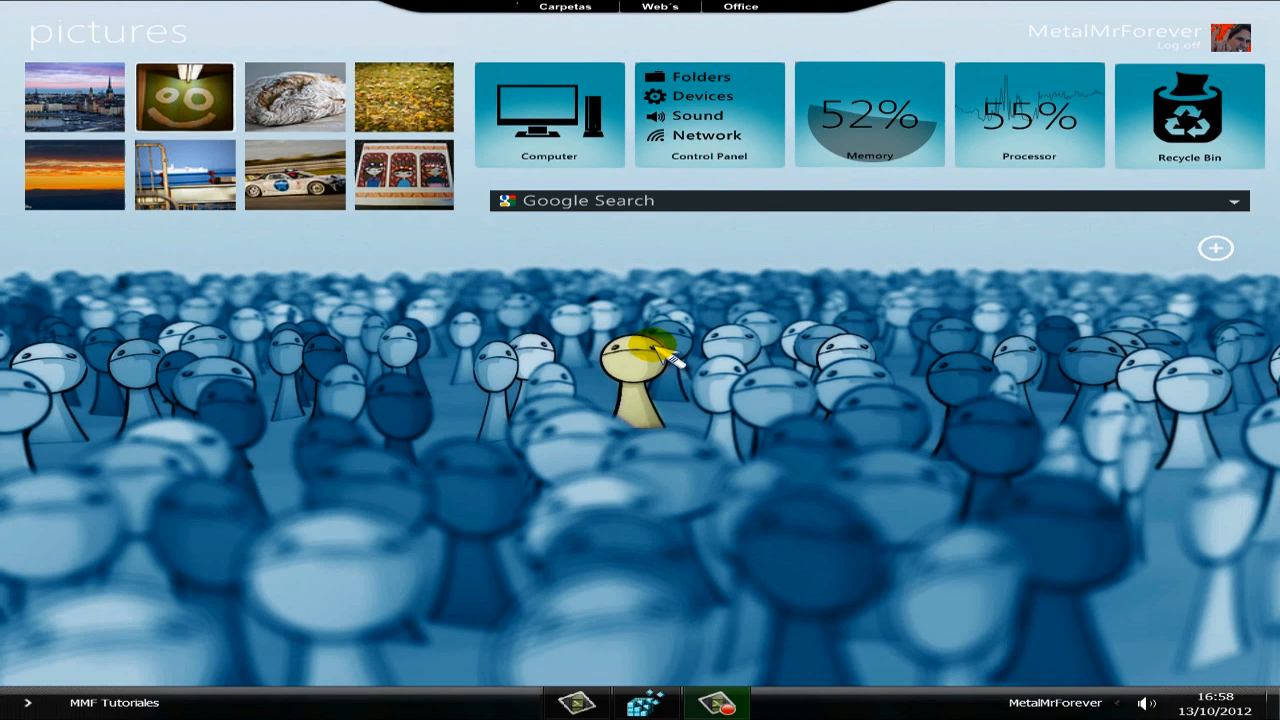 Carpetas
Web´s
Office
pictures
MetalMrForever
Log off
Computer
Folders
Devices
Sound
Network
Control Panel
52%
Memory
55%
Processor
Recycle Bin
Google Search
MMF Tutoriales
MetalMrForever
16:58
13/10/2012